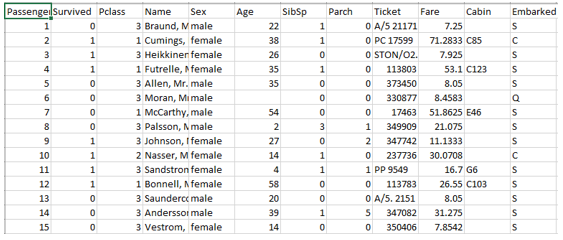 Passenger Survived Pclass Name Sex Age SibSp Parch Ticket Fare Cabin Embarked
1 0 3 Braund, M male 22 1 0 A/5 21171 7.25 S
2 1 1 Cumings, female 38 1 0 PC 17599 71.2833 C85 C
3 1 3 Heikkinen female 26 0 0 STON/O2. 7.925 S
4 1 1 Futrelle, M female 35 1 0 113803 53.1 C123 S
5 0 3 Allen, Mr. male 35 0 0 373450 8.05 S
6 0 3 Moran, Mr male 0 0 330877 8.4583 Q
7 0 1 McCarthy, male 54 0 0 17463 51.8625 E46 S
8 0 3 Palsson, M male 2 3 1 349909 21.075 S
9 1 3 Johnson, female 27 0 2 347742 11.1333 S
10 1 2 Nasser, M female 14 1 0 237736 30.0708 C
11 1 3 Sandstron female 4 1 1 PP 9549 16.7 G6 S
12 1 1 Bonnell, M female 58 0 0 113783 26.55 C103 S
13 0 3 Saunderco male 20 0 0 A/5. 2151 8.05 S
14 0 3 Andersson male 39 1 5 347082 31.275 S
15 0 3 Vestrom, female 14 0 0 350406 7.8542 S